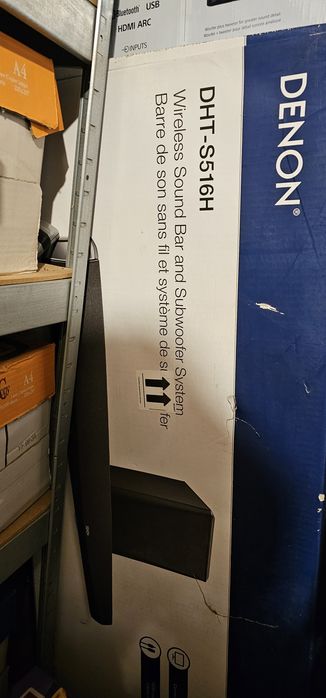 Bluetooth USB
HDMI ARC
INPUTS
A4
DENON®
DHT-S516H
Wireless Sound Bar and Subwoofer System
Barre de son sans fil et système de
fer
A4